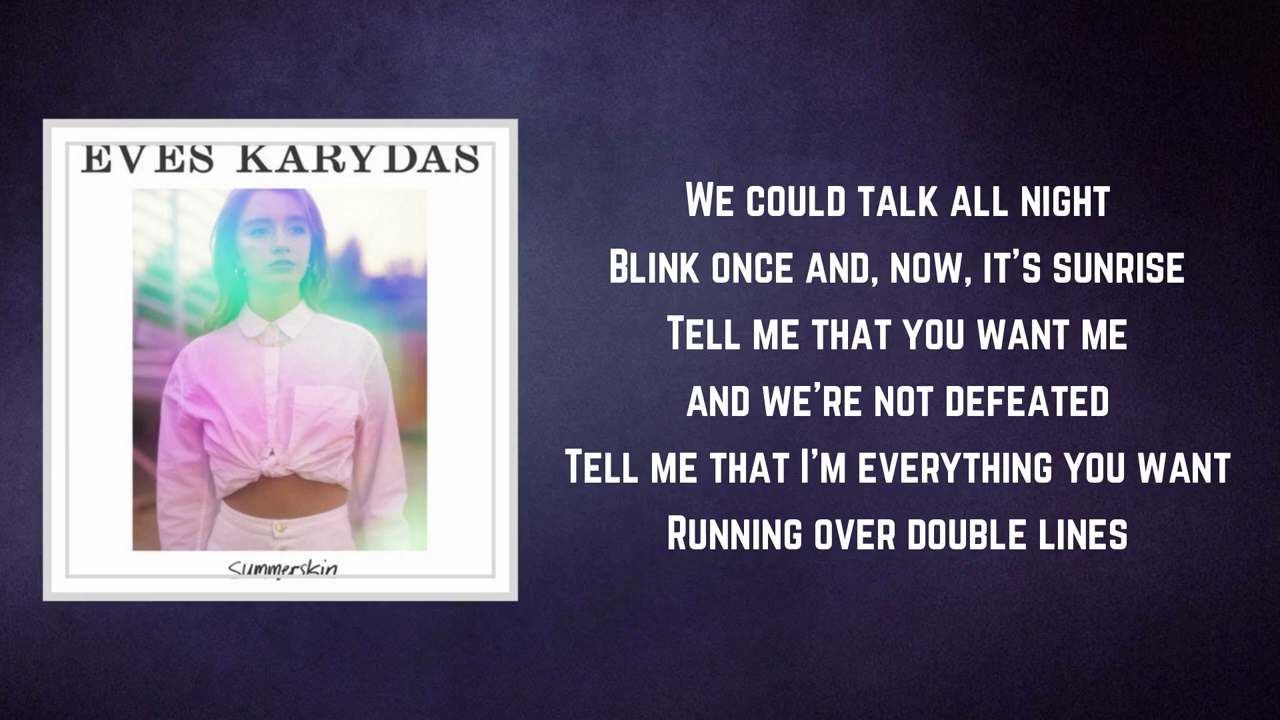 EVES KARYDAS
summerskin
We could talk all night
Blink once and, now, it's sunrise
Tell me that you want me
and we're not defeated
Tell me that I'm everything you want
Running over double lines